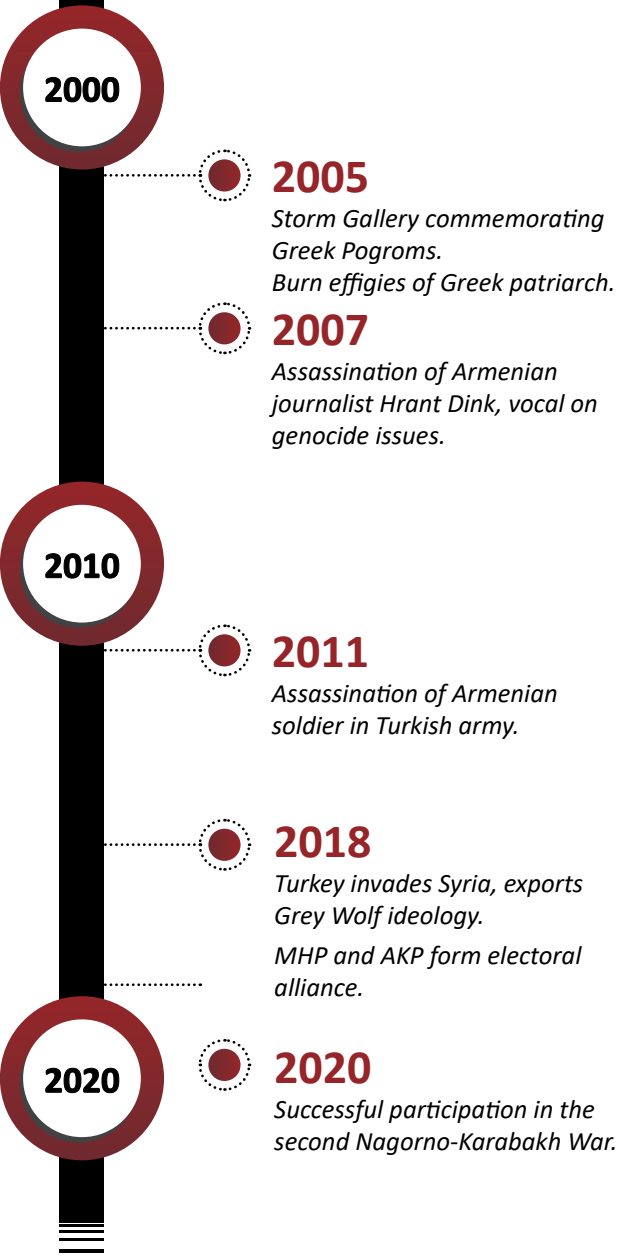 2000
2005
Storm Gallery commemorating
Greek Pogroms.
Burn effigies of Greek patriarch.
2007
Assassination of Armenian
journalist Hrant Dink, vocal on
genocide issues.
2010
2011
Assassination of Armenian
soldier in Turkish army.
2018
Turkey invades Syria, exports
Grey Wolf ideology.
MHP and AKP form electoral
alliance.
2020
2020
Successful participation in the
second Nagorno-Karabakh War.